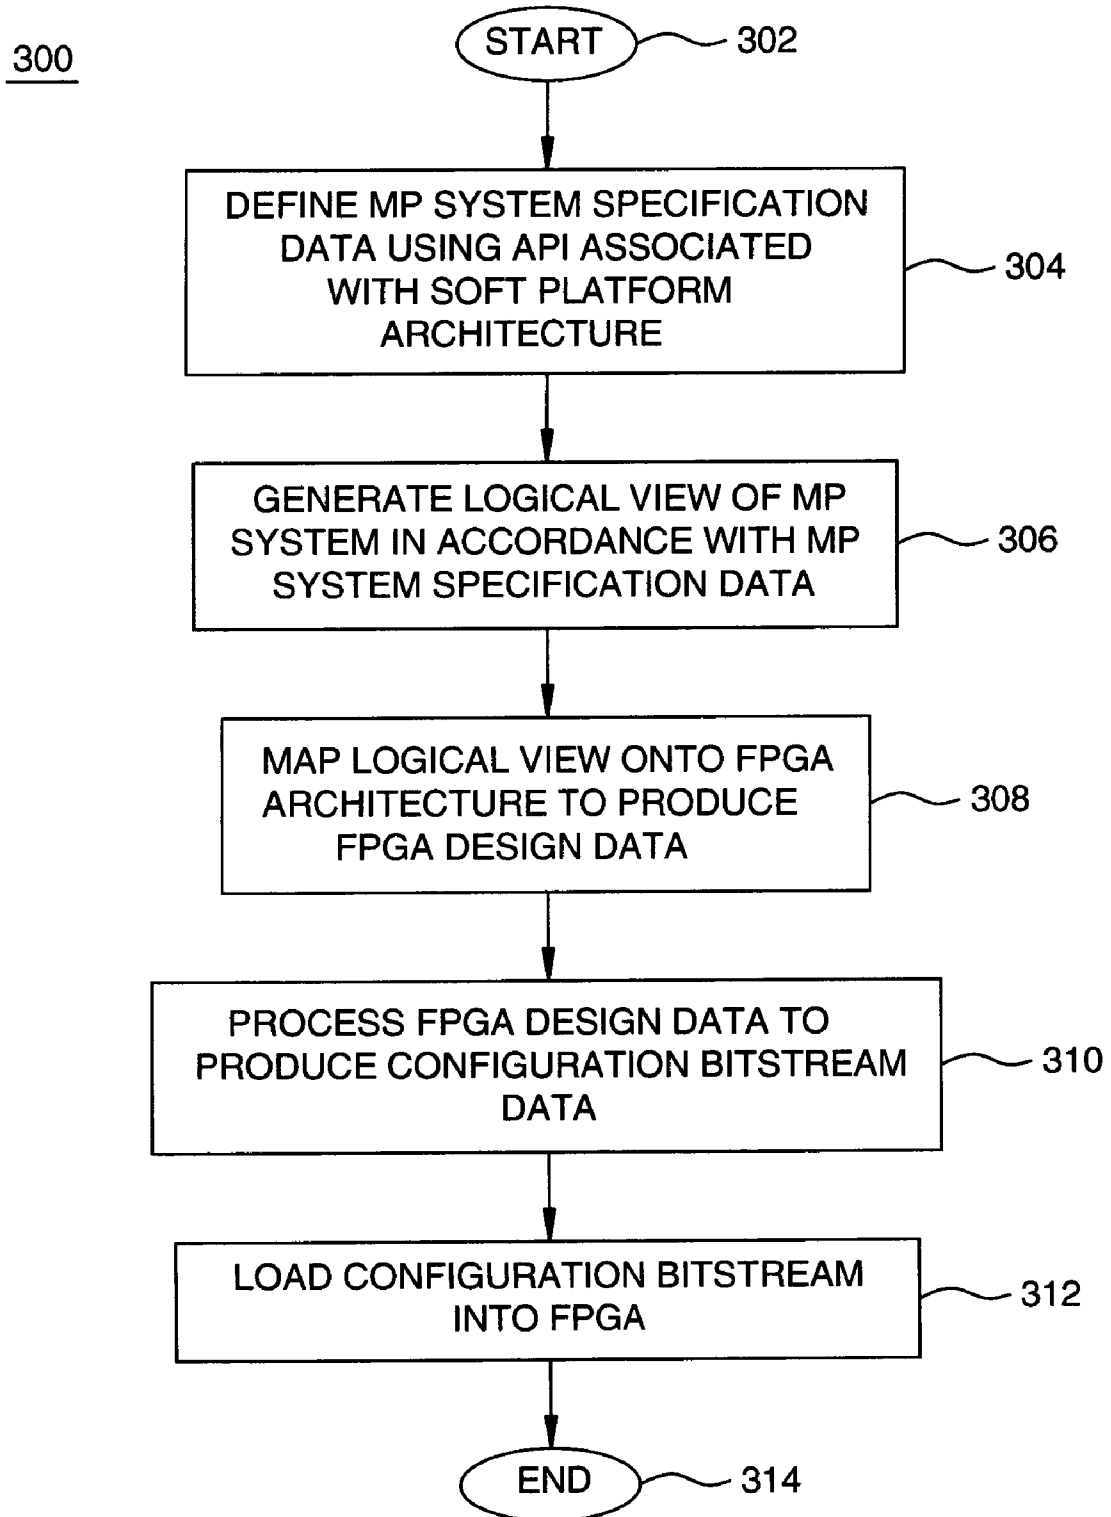 300
START
302
DEFINE MP SYSTEM SPECIFICATION
DATA USING API ASSOCIATED
WITH SOFT PLATFORM
ARCHITECTURE
304
GENERATE LOGICAL VIEW OF MP
SYSTEM IN ACCORDANCE WITH MP
SYSTEM SPECIFICATION DATA
306
MAP LOGICAL VIEW ONTO FPGA
ARCHITECTURE TO PRODUCE
FPGA DESIGN DATA
308
PROCESS FPGA DESIGN DATA TO
PRODUCE CONFIGURATION BITSTREAM
DATA
310
LOAD CONFIGURATION BITSTREAM
INTO FPGA
312
END
314